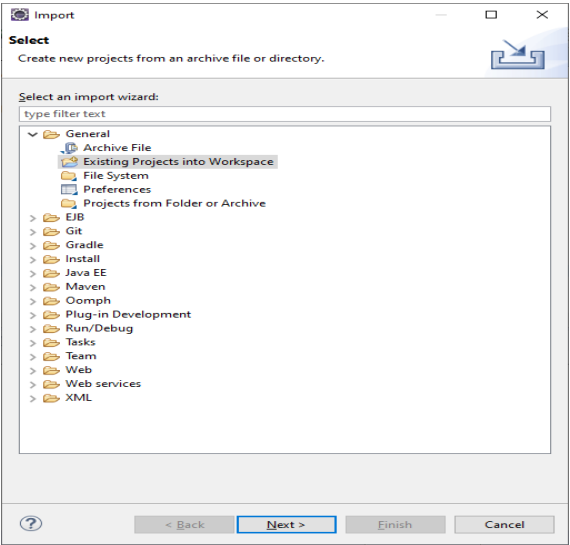 Import
Select
Create new projects from an archive file or directory.
Select an import wizard:
type filter text
General
Archive File
Existing Projects into Workspace
File System
Preferences
Projects from Folder or Archive
EJB
Git
Gradle
Install
Java EE
Maven
Oomph
Plug-in Development
Run/Debug
Tasks
Team
Web
Web services
XML
? < Back Next > Finish Cancel